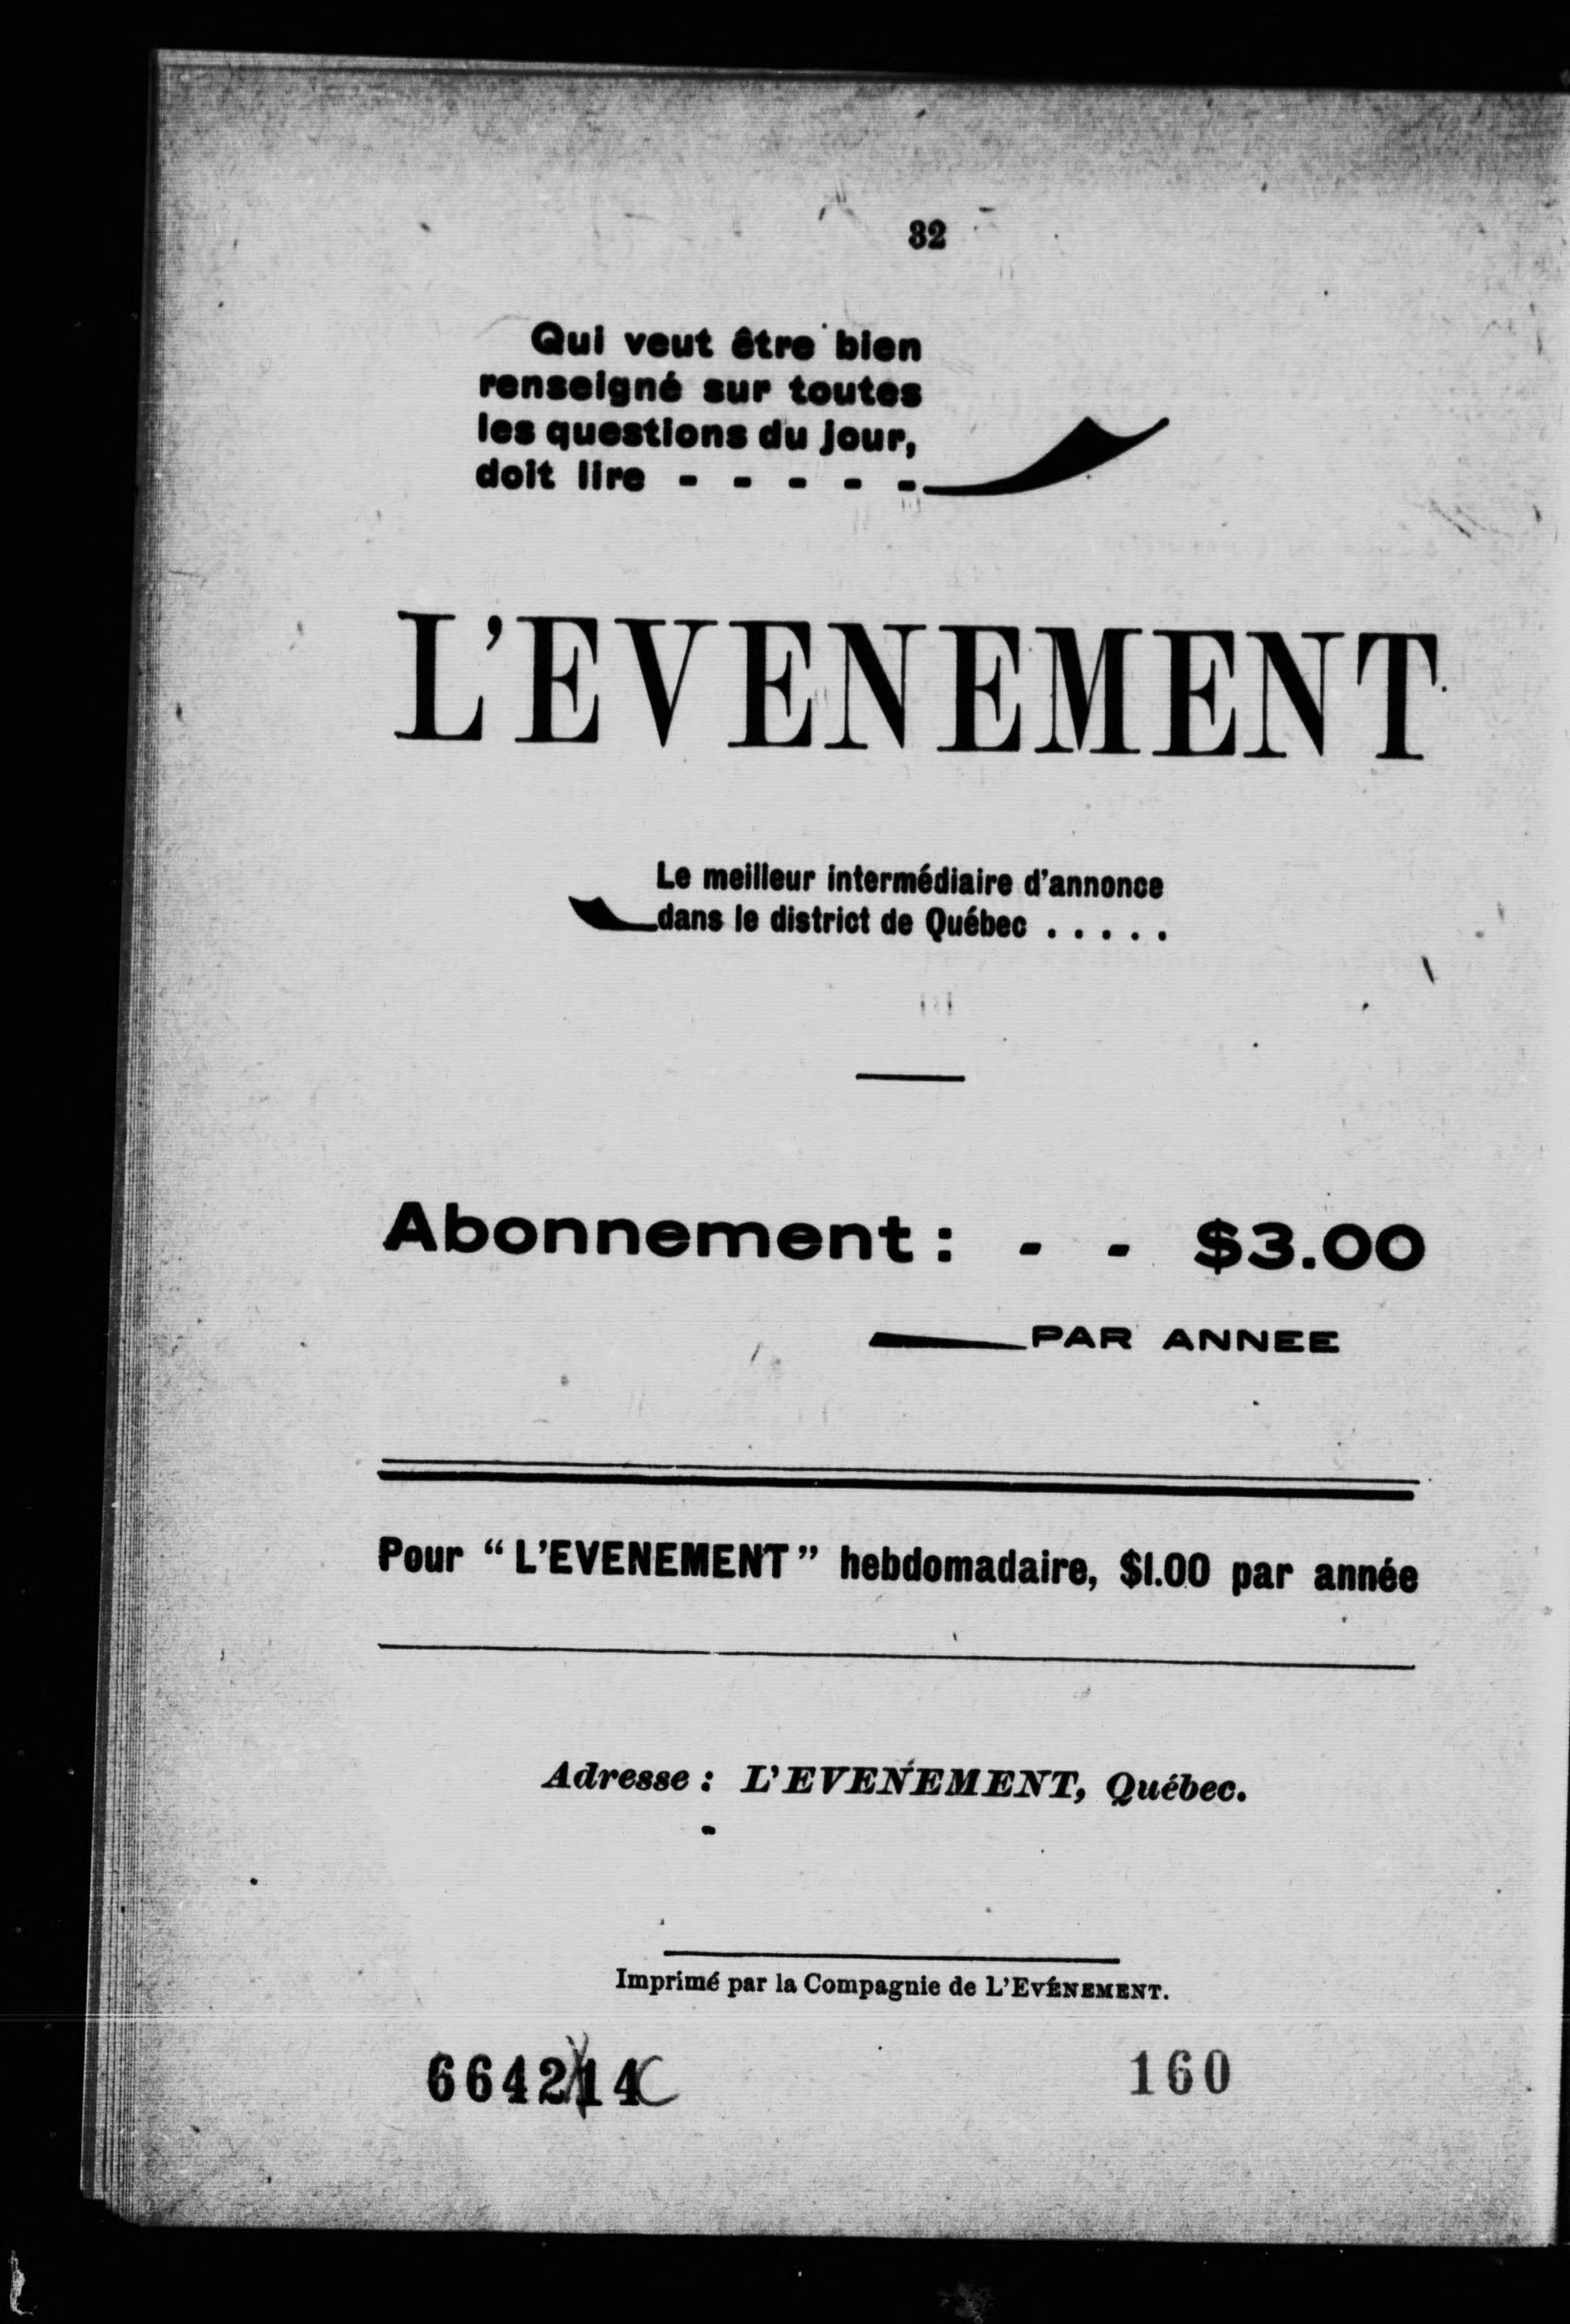 32
Qui veut être bien
renseigné sur toutes
les questions du jour,
doit lire - - - - -
L'EVENEMENT
Le meilleur intermédiaire d'annonce
dans le district de Québec . . . . .
Abonnement : - - $3.00
PAR ANNEE
Pour “ L'EVENEMENT ” hebdomadaire, $1.00 par année
Adresse : L'EVENEMENT, Québec.
Imprimé par la Compagnie de L'EVÉNEMENT.
664214C 160